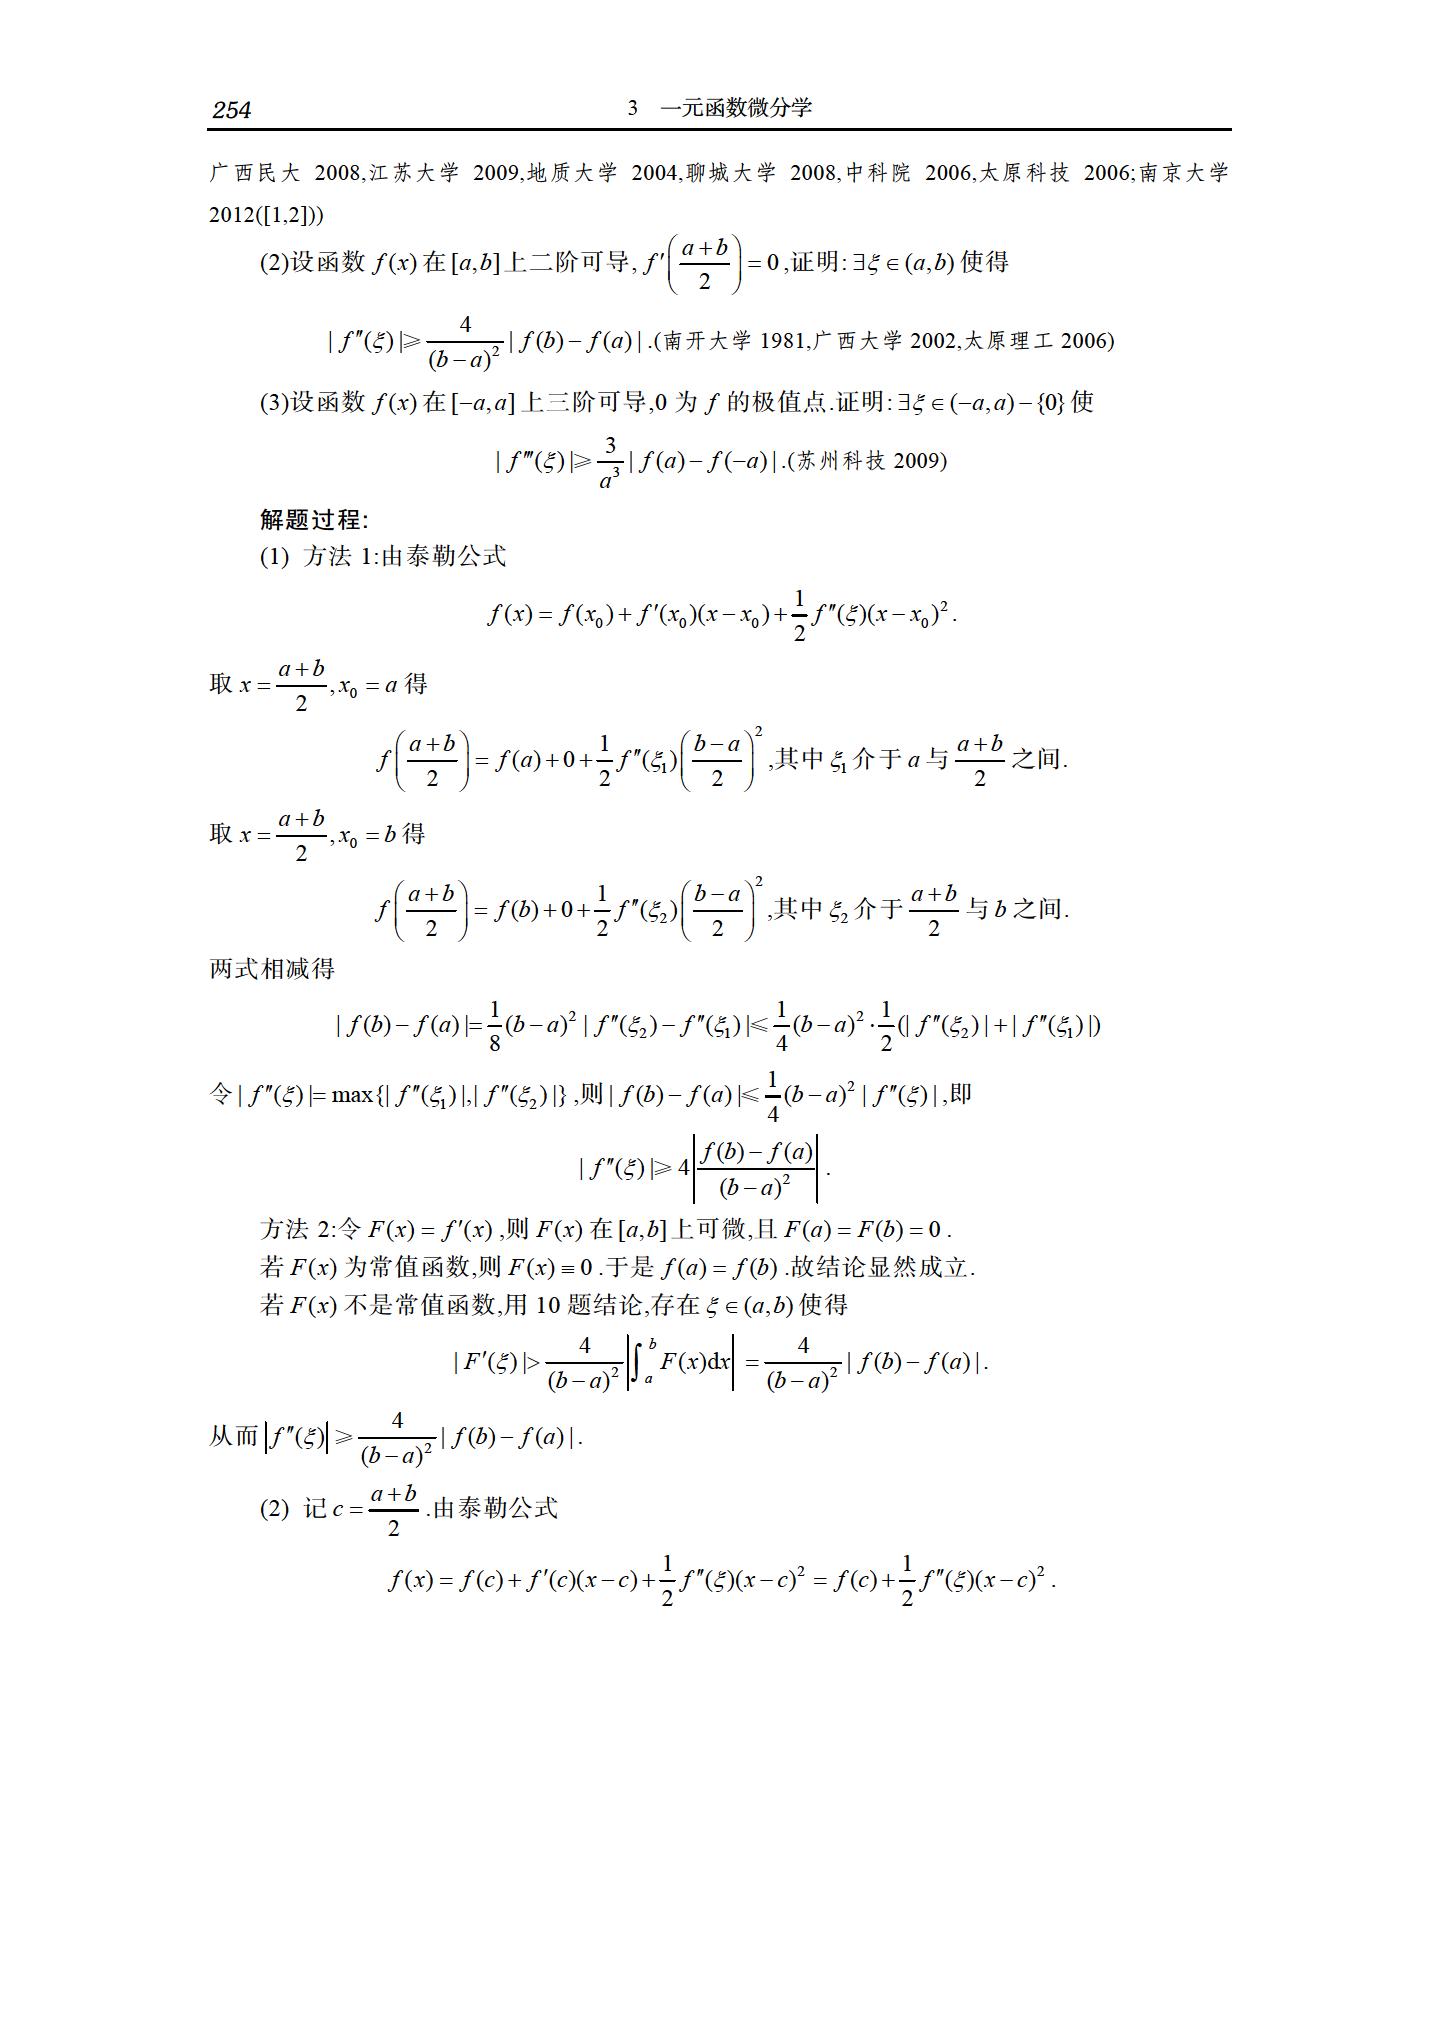 254
3 一元函数微分学
广西民大 2008,江苏大学 2009,地质大学 2004,聊城大学 2008,中科院 2006,太原科技 2006;南京大学
2012([1,2]))
(2)设函数 $f(x)$ 在 $[a,b]$ 上二阶可导, $f'\left(\frac{a+b}{2}\right)=0$ ,证明:$\exists\xi\in(a,b)$ 使得
$|f''(\xi)|\geqslant\frac{4}{(b-a)^2}|f(b)-f(a)|$ .(南开大学 1981,广西大学 2002,太原理工 2006)
(3)设函数 $f(x)$ 在 $[-a,a]$ 上三阶可导,0 为 $f$ 的极值点.证明:$\exists\xi\in(-a,a)-\{0\}$ 使
$|f'''(\xi)|\geqslant\frac{3}{a^3}|f(a)-f(-a)|$ .(苏州科技 2009)
解题过程:
(1) 方法 1:由泰勒公式
$f(x)=f(x_0)+f'(x_0)(x-x_0)+\frac{1}{2}f''(\xi)(x-x_0)^2$ .
取 $x=\frac{a+b}{2},x_0=a$ 得
$f\left(\frac{a+b}{2}\right)=f(a)+0+\frac{1}{2}f''(\xi_1)\left(\frac{b-a}{2}\right)^2$ ,其中 $\xi_1$ 介于 $a$ 与 $\frac{a+b}{2}$ 之间.
取 $x=\frac{a+b}{2},x_0=b$ 得
$f\left(\frac{a+b}{2}\right)=f(b)+0+\frac{1}{2}f''(\xi_2)\left(\frac{b-a}{2}\right)^2$ ,其中 $\xi_2$ 介于 $\frac{a+b}{2}$ 与 $b$ 之间.
两式相减得
$|f(b)-f(a)|=\frac{1}{8}(b-a)^2|f''(\xi_2)-f''(\xi_1)|\leqslant\frac{1}{4}(b-a)^2\cdot\frac{1}{2}(|f''(\xi_2)|+|f''(\xi_1)|)$
令 $|f''(\xi)|=\max\{|f''(\xi_1)|,|f''(\xi_2)|\}$ ,则 $|f(b)-f(a)|\leqslant\frac{1}{4}(b-a)^2|f''(\xi)|$ ,即
$|f''(\xi)|\geqslant 4\left|\frac{f(b)-f(a)}{(b-a)^2}\right|$ .
方法 2:令 $F(x)=f'(x)$ ,则 $F(x)$ 在 $[a,b]$ 上可微,且 $F(a)=F(b)=0$ .
若 $F(x)$ 为常值函数,则 $F(x)\equiv 0$ .于是 $f(a)=f(b)$ .故结论显然成立.
若 $F(x)$ 不是常值函数,用 10 题结论,存在 $\xi\in(a,b)$ 使得
$|F'(\xi)|>\frac{4}{(b-a)^2}\left|\int_a^b F(x)\mathrm{d}x\right|=\frac{4}{(b-a)^2}|f(b)-f(a)|$ .
从而 $\left|f''(\xi)\right|\geqslant\frac{4}{(b-a)^2}|f(b)-f(a)|$ .
(2) 记 $c=\frac{a+b}{2}$ .由泰勒公式
$f(x)=f(c)+f'(c)(x-c)+\frac{1}{2}f''(\xi)(x-c)^2=f(c)+\frac{1}{2}f''(\xi)(x-c)^2$ .